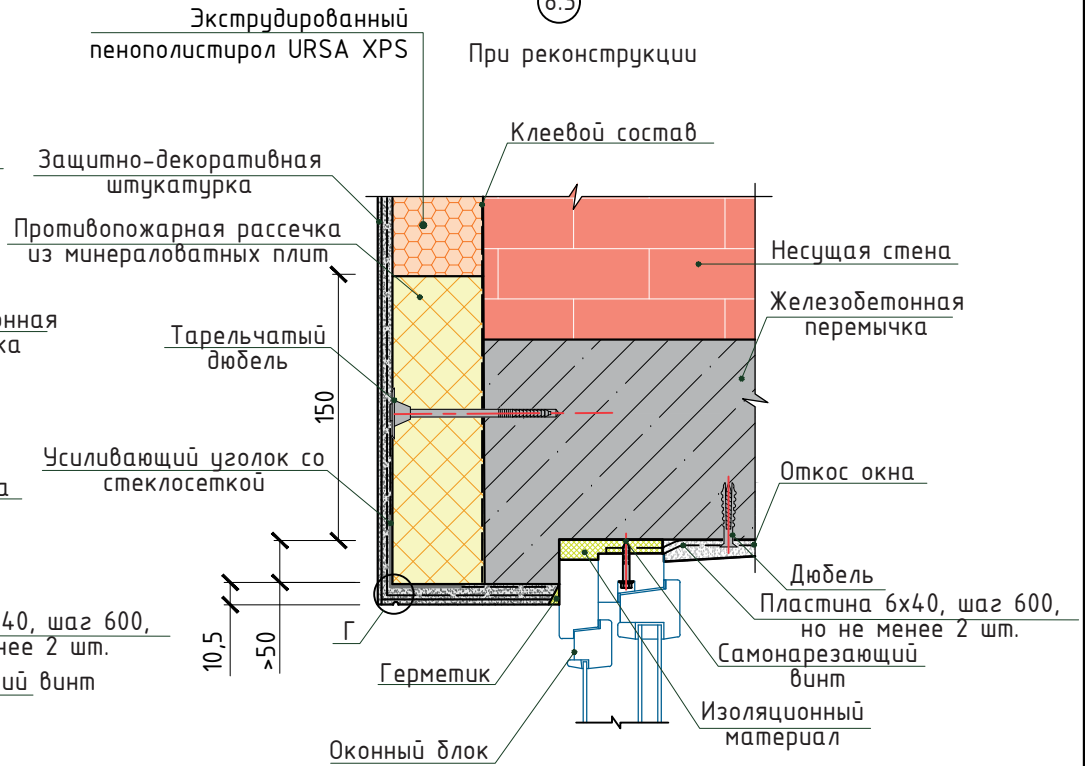 Экструдированный
пенополистирол URSA XPS
При реконструкции
Клеевой состав
Защитно-декоративная
штукатурка
Противопожарная рассечка
из минераловатных плит
Несущая стена
Железобетонная
перемычка
Тарельчатый
дюбель
150
Усиливающий уголок со
стеклосеткой
Откос окна
Дюбель
Пластина 6х40, шаг 600,
но не менее 2 шт.
40, шаг 600,
нее 2 шт.
ий винт
10,5
>50
Г
Герметик
Самонарезающий
винт
Изоляционный
материал
Оконный блок